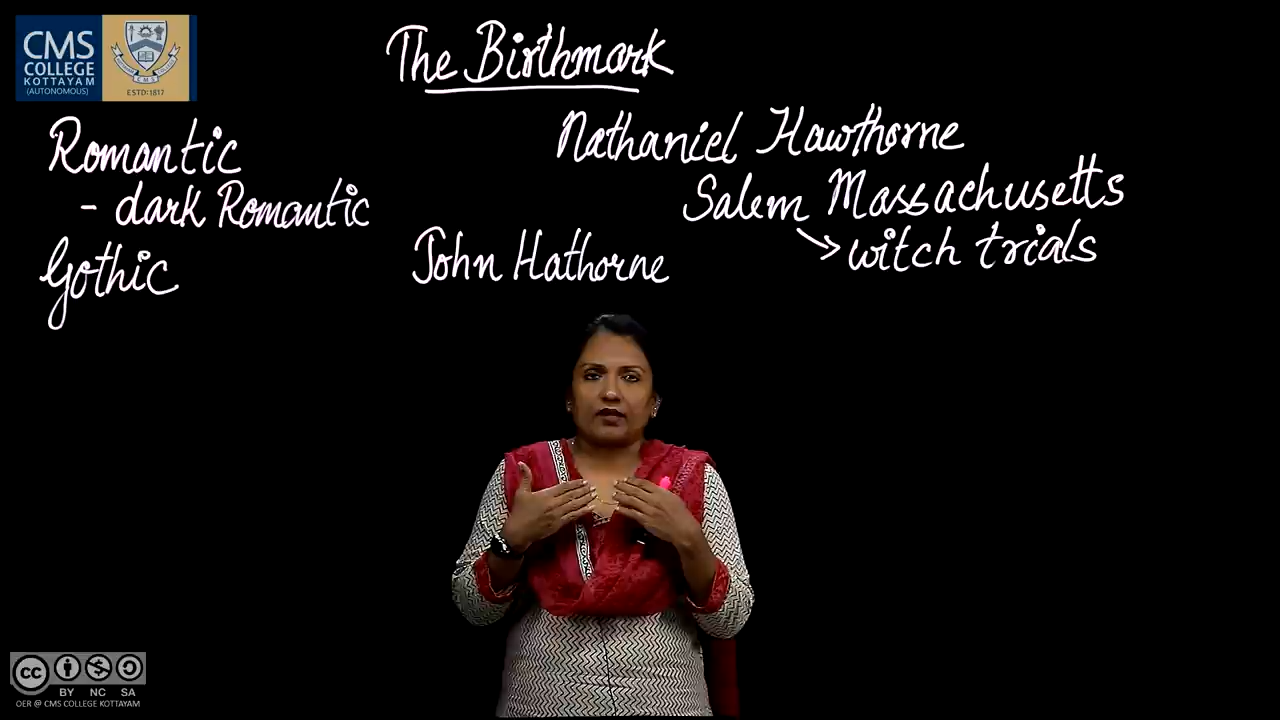 CMS
COLLEGE
KOTTAYAM
(AUTONOMOUS)
ESTD:1817
The Birthmark
Nathaniel Hawthorne
Salem Massachusetts
witch trials
Romantic
- dark Romantic
Gothic
John Hathorne
CC
BY NC SA
OER @ CMS COLLEGE KOTTAYAM